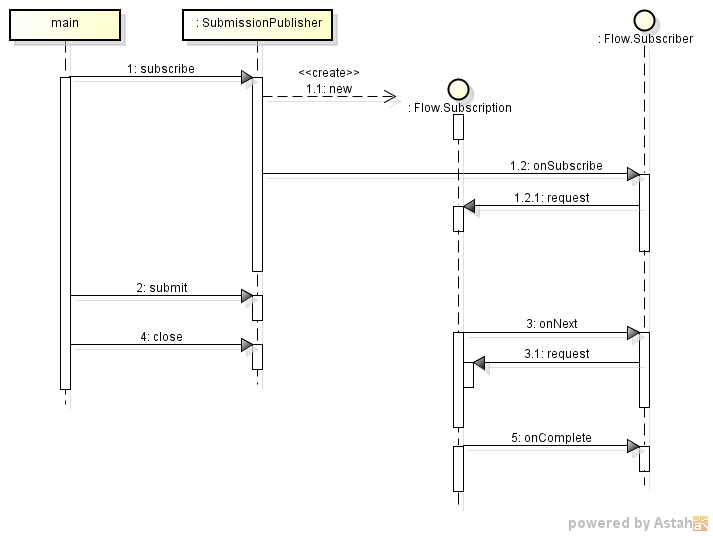 main
: SubmissionPublisher
: Flow.Subscriber
1: subscribe
<<create>>
1.1: new
: Flow.Subscription
1.2: onSubscribe
1.2.1: request
2: submit
3: onNext
4: close
3.1: request
5: onComplete
powered by Astah